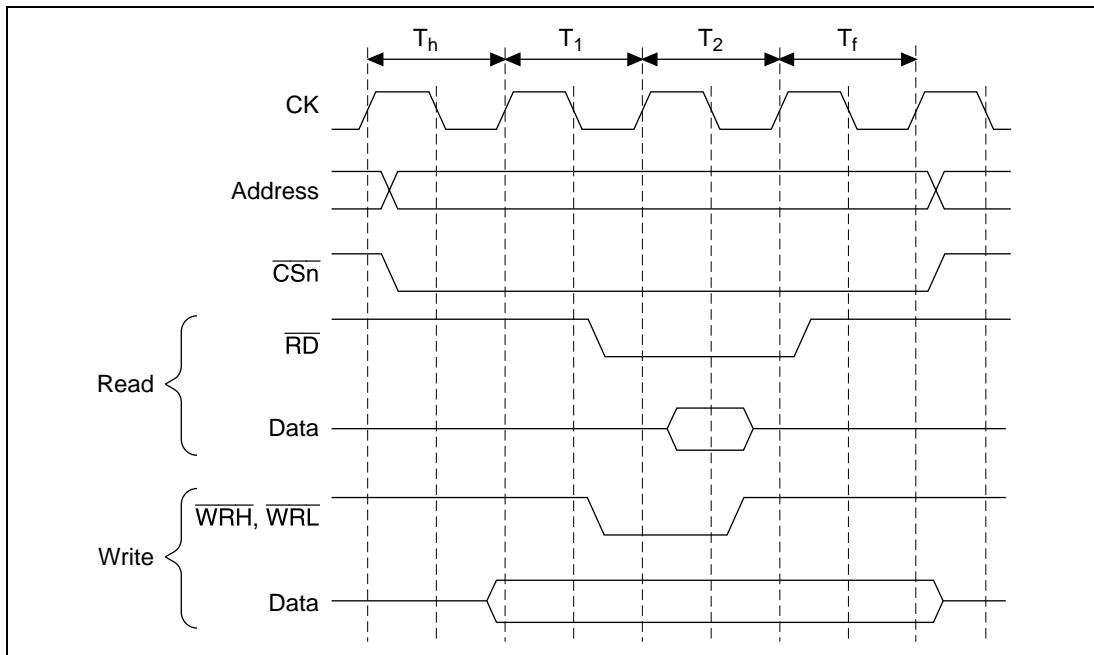 Th T1 T2 Tf
CK
Address
CSn
RD
Read
Data
WRH, WRL
Write
Data